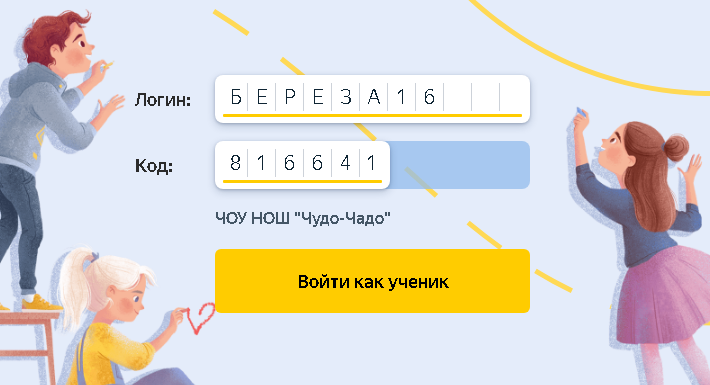 Логин: БЕРЕЗА16
Код: 816641
ЧОУ НОШ "Чудо-Чадо"
Войти как ученик